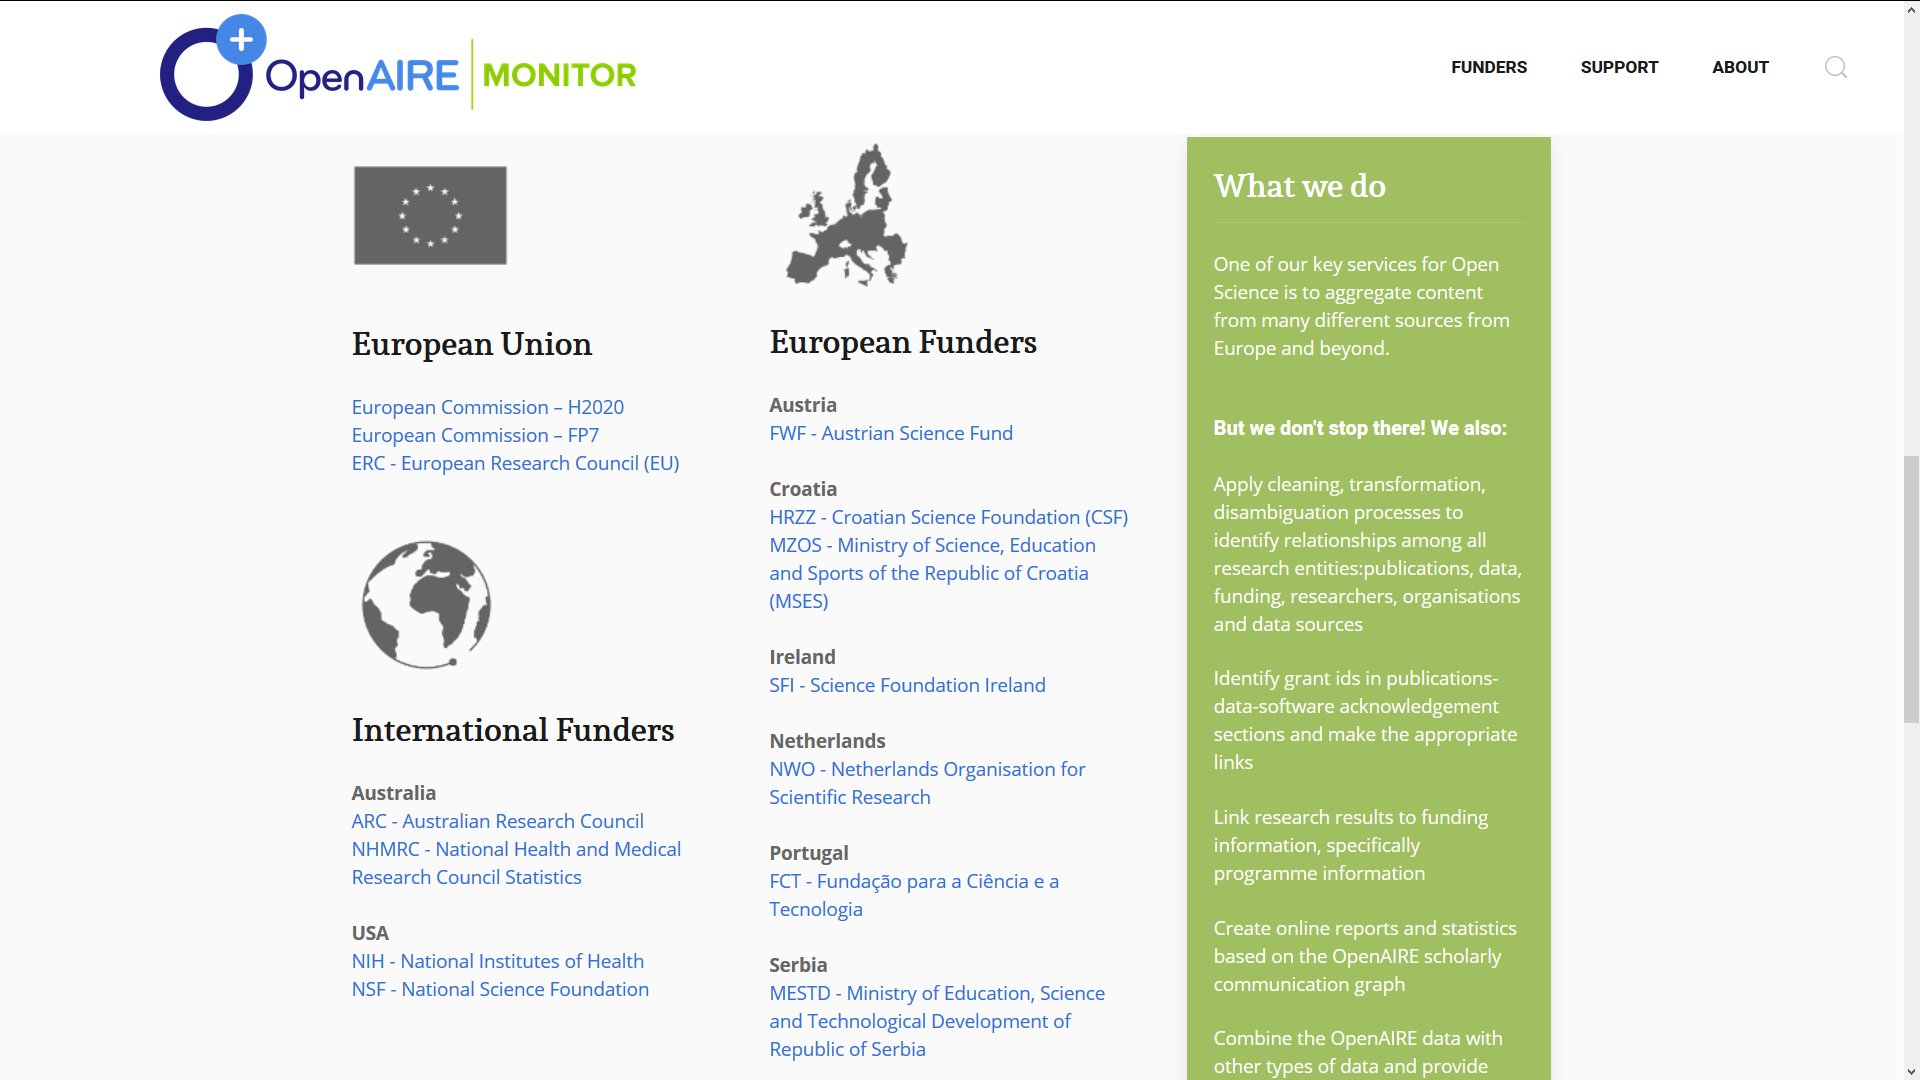 OpenAIRE MONITOR
FUNDERS
SUPPORT
ABOUT
European Union
European Commission – H2020
European Commission – FP7
ERC - European Research Council (EU)
International Funders
Australia
ARC - Australian Research Council
NHMRC - National Health and Medical
Research Council Statistics
USA
NIH - National Institutes of Health
NSF - National Science Foundation
European Funders
Austria
FWF - Austrian Science Fund
Croatia
HRZZ - Croatian Science Foundation (CSF)
MZOS - Ministry of Science, Education
and Sports of the Republic of Croatia
(MSES)
Ireland
SFI - Science Foundation Ireland
Netherlands
NWO - Netherlands Organisation for
Scientific Research
Portugal
FCT - Fundação para a Ciência e a
Tecnologia
Serbia
MESTD - Ministry of Education, Science
and Technological Development of
Republic of Serbia
What we do
One of our key services for Open
Science is to aggregate content
from many different sources from
Europe and beyond.
But we don't stop there! We also:
Apply cleaning, transformation,
disambiguation processes to
identify relationships among all
research entities:publications, data,
funding, researchers, organisations
and data sources
Identify grant ids in publications-
data-software acknowledgement
sections and make the appropriate
links
Link research results to funding
information, specifically
programme information
Create online reports and statistics
based on the OpenAIRE scholarly
communication graph
Combine the OpenAIRE data with
other types of data and provide